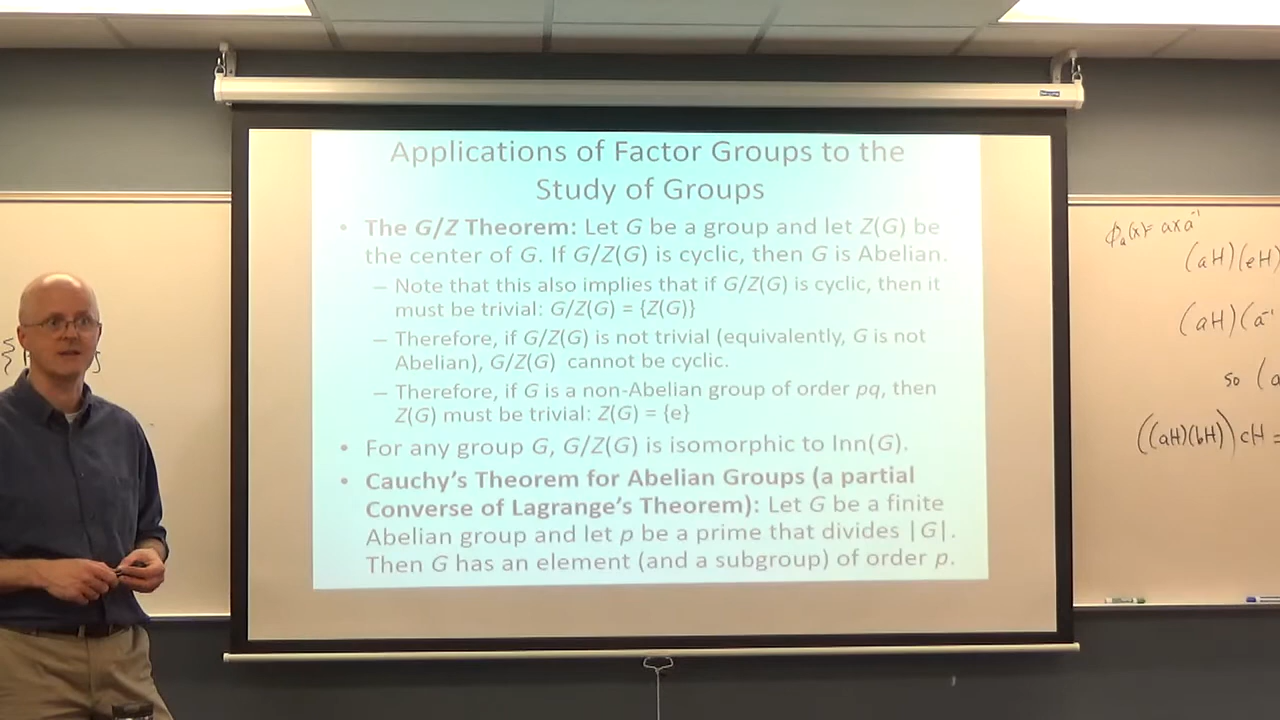 Applications of Factor Groups to the
Study of Groups
• The G/Z Theorem: Let G be a group and let Z(G) be
the center of G. If G/Z(G) is cyclic, then G is Abelian.
– Note that this also implies that if G/Z(G) is cyclic, then it
must be trivial: G/Z(G) = {Z(G)}
– Therefore, if G/Z(G) is not trivial (equivalently, G is not
Abelian), G/Z(G) cannot be cyclic.
– Therefore, if G is a non-Abelian group of order pq, then
Z(G) must be trivial: Z(G) = {e}
• For any group G, G/Z(G) is isomorphic to Inn(G).
• Cauchy's Theorem for Abelian Groups (a partial
Converse of Lagrange's Theorem): Let G be a finite
Abelian group and let p be a prime that divides |G|.
Then G has an element (and a subgroup) of order p.
ϕₐ(x) = axa⁻¹
(aH)(eH)
(aH)(a⁻¹
so (a
((aH)(bH))cH =